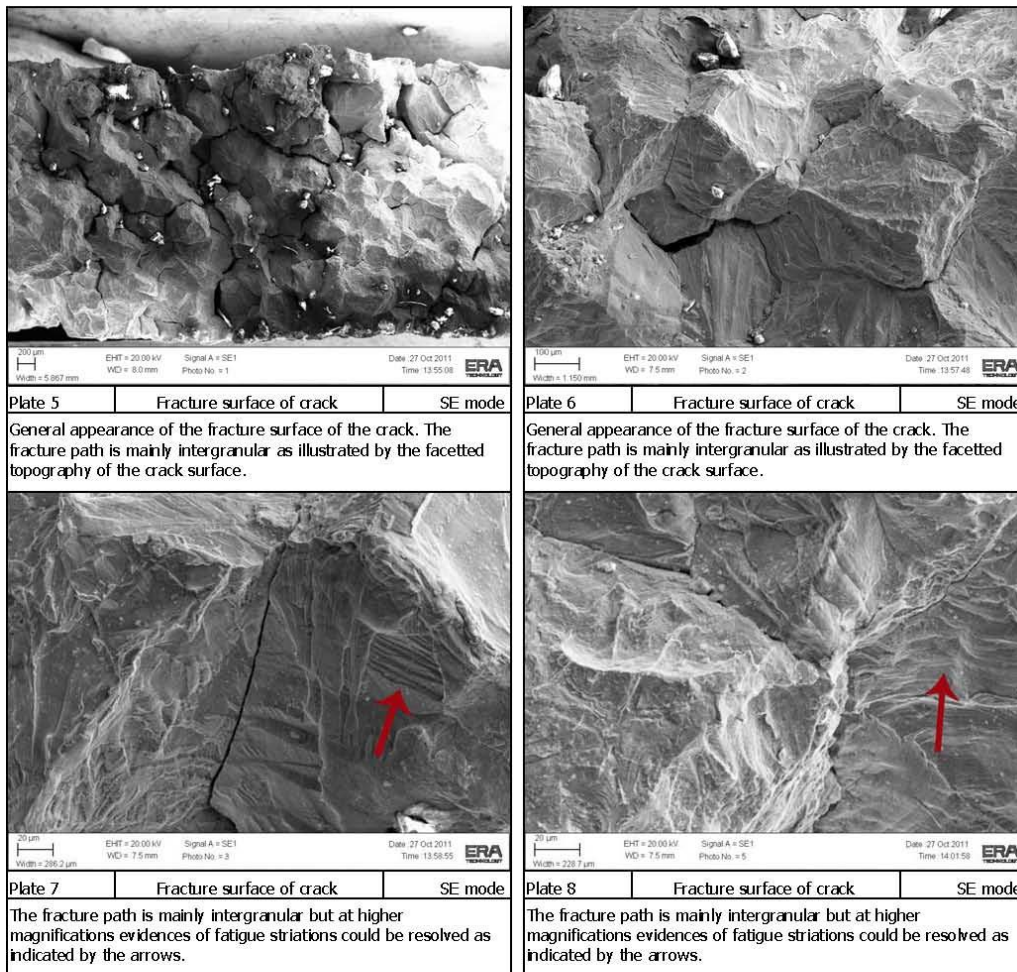 200 µm
EHT = 20.00 kV
Signal A = SE1
Date :27 Oct 2011
ERA
TECHNOLOGY
Width = 5.867 mm
WD = 8.0 mm
Photo No. = 1
Time :13:55:08
Plate 5
Fracture surface of crack
SE mode
General appearance of the fracture surface of the crack. The
fracture path is mainly intergranular as illustrated by the facetted
topography of the crack surface.
100 µm
EHT = 20.00 kV
Signal A = SE1
Date :27 Oct 2011
ERA
TECHNOLOGY
Width = 1.150 mm
WD = 7.5 mm
Photo No. = 2
Time :13:57:48
Plate 6
Fracture surface of crack
SE mode
General appearance of the fracture surface of the crack. The
fracture path is mainly intergranular as illustrated by the facetted
topography of the crack surface.
20 µm
EHT = 20.00 kV
Signal A = SE1
Date :27 Oct 2011
ERA
TECHNOLOGY
Width = 286.2 µm
WD = 7.5 mm
Photo No. = 3
Time :13:58:55
Plate 7
Fracture surface of crack
SE mode
The fracture path is mainly intergranular but at higher
magnifications evidences of fatigue striations could be resolved as
indicated by the arrows.
20 µm
EHT = 20.00 kV
Signal A = SE1
Date :27 Oct 2011
ERA
TECHNOLOGY
Width = 228.7 µm
WD = 7.5 mm
Photo No. = 5
Time :14:01:58
Plate 8
Fracture surface of crack
SE mode
The fracture path is mainly intergranular but at higher
magnifications evidences of fatigue striations could be resolved as
indicated by the arrows.